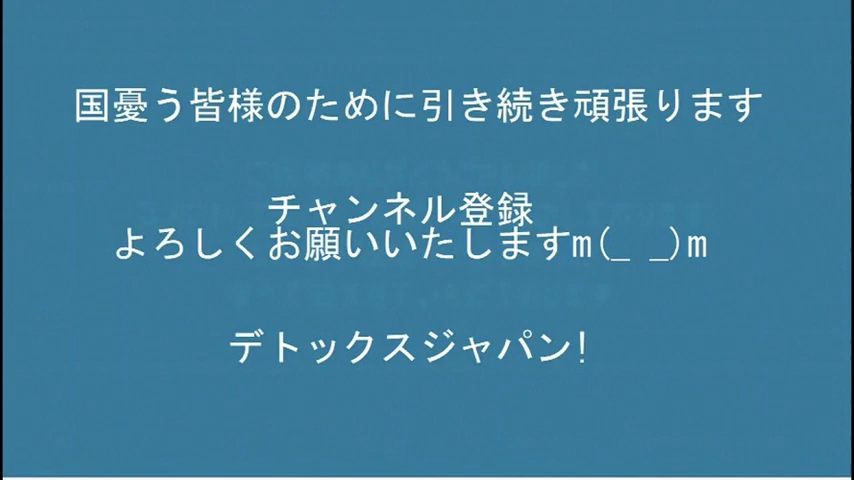 国憂う皆様のために引き続き頑張ります
チャンネル登録
よろしくお願いいたしますm(_ _)m
デトックスジャパン!